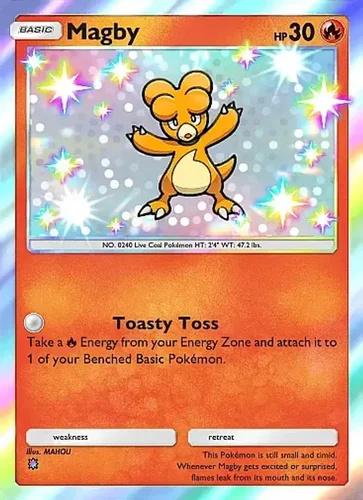 BASIC Magby HP 30
NO. 0240 Live Coal Pokémon HT: 2'4" WT: 47.2 lbs.
Toasty Toss
Take a Energy from your Energy Zone and attach it to
1 of your Benched Basic Pokémon.
weakness retreat
Illus. MAHOU
This Pokémon is still small and timid.
Whenever Magby gets excited or surprised,
flames leak from its mouth and its nose.